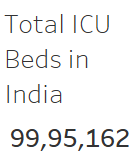 Total ICU
Beds in
India
99,95,162